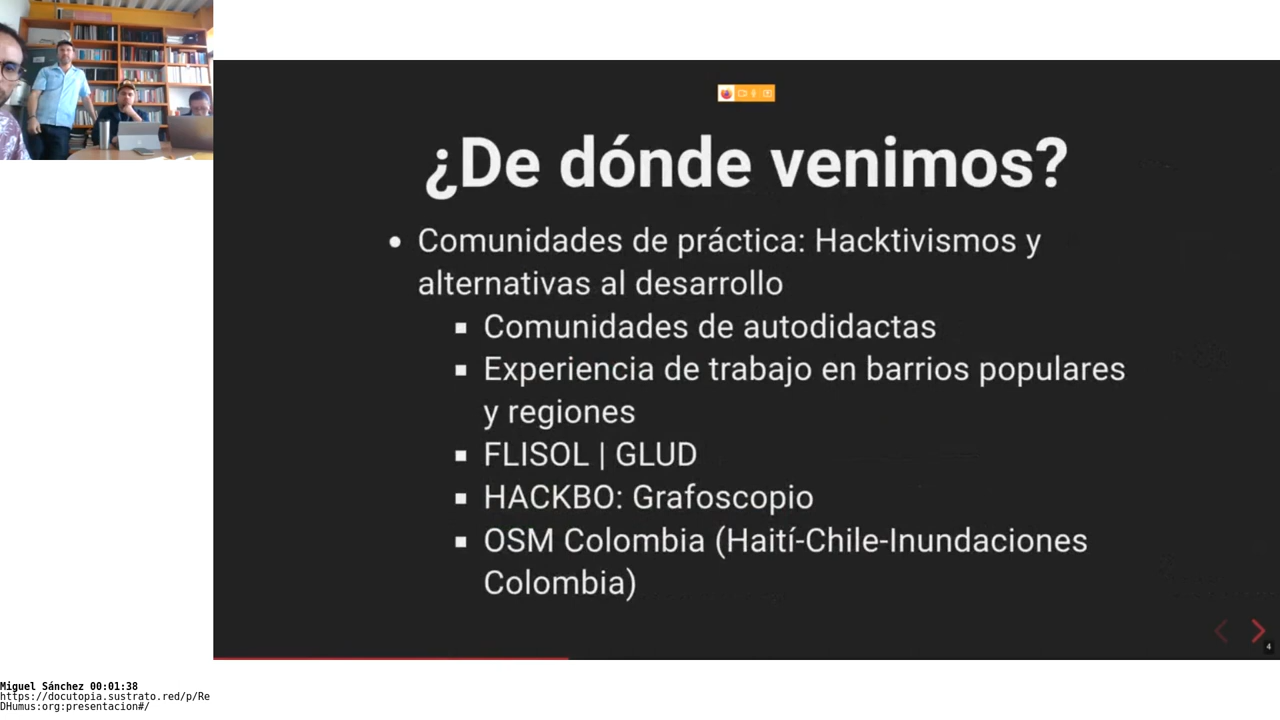 ¿De dónde venimos?
Comunidades de práctica: Hacktivismos y
alternativas al desarrollo
Comunidades de autodidactas
Experiencia de trabajo en barrios populares
y regiones
FLISOL | GLUD
HACKBO: Grafoscopio
OSM Colombia (Haití-Chile-Inundaciones
Colombia)
4
Miguel Sánchez 00:01:38
https://docutopia.sustrato.red/p/Re
DHumus:org:presentacion#/